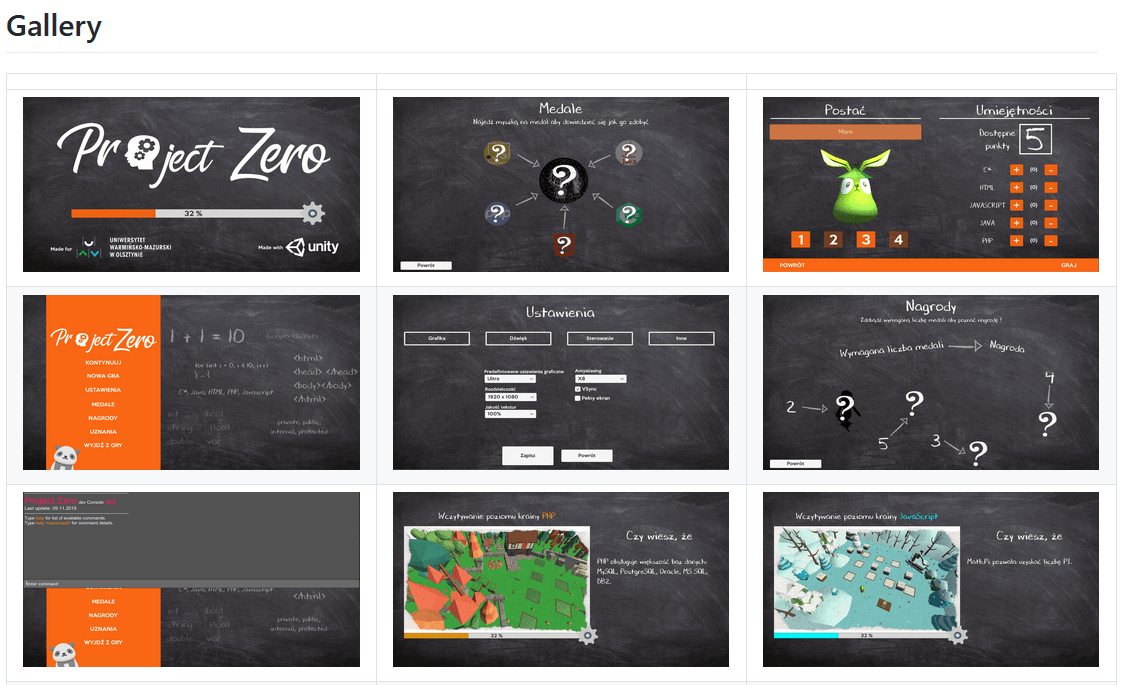 Gallery
Project Zero
32 %
Made for
UNIWERSYTET
WARMIŃSKO-MAZURSKI
W OLSZTYNIE
Made with unity
Medale
Najedź myszką na medal aby dowiedzieć się jak go zdobyć
?
?
?
?
?
?
Powrót
Postać
Miara
1 2 3 4
Umiejętności
Dostępne
punkty
5
C# + (0) -
HTML + (0) -
JAVASCRIPT + (0) -
JAVA + (0) -
PHP + (0) -
POWRÓT
GRAJ
Project Zero
KONTYNUUJ
NOWA GRA
USTAWIENIA
MEDALE
NAGRODY
UZNANIA
WYJDŹ Z GRY
1 + 1 = 10
<script> </script>
for (int i = 0; i<10; i++)
{ - }
<html>
<head> </head>
<body></body>
</html>
C#, Java, HTML, PHP, Javascript
int bool
string float
double var
private, public,
internal, protected
Ustawienia
Grafika
Dźwięk
Sterowanie
Inne
Predefiniowane ustawienia graficzne
Ultra
Rozdzielczość
1920 x 1080
Jakość tekstur
100%
Antyaliasing
X8
VSync
Pełny ekran
Zapisz
Powrót
Nagrody
Zdobądź wymaganą liczbę medali aby poznać nagrodę !
Wymagana liczba medali
Nagroda
2 ?
5 ?
3 ?
4
?
Powrót
Project Zero dev Console
Last update: 09.11.2019
Type help for list of available commands.
for command details.
Enter command
MEDALE
NAGRODY
UZNANIA
WYJDŹ Z GRY
C#, Java, HTML, PHP, Javascript
</html>
int bool
string float
double var
private, public,
internal, protected
Wczytywanie poziomu krainy PHP
32 %
Czy wiesz, że
PHP obsługuje większość baz danych:
MySQL, PostgreSQL, Oracle, MS SQL,
DB2.
Wczytywanie poziomu krainy JavaScript
32 %
Czy wiesz, że
Math.PI pozwala uzyskać liczbę PI.